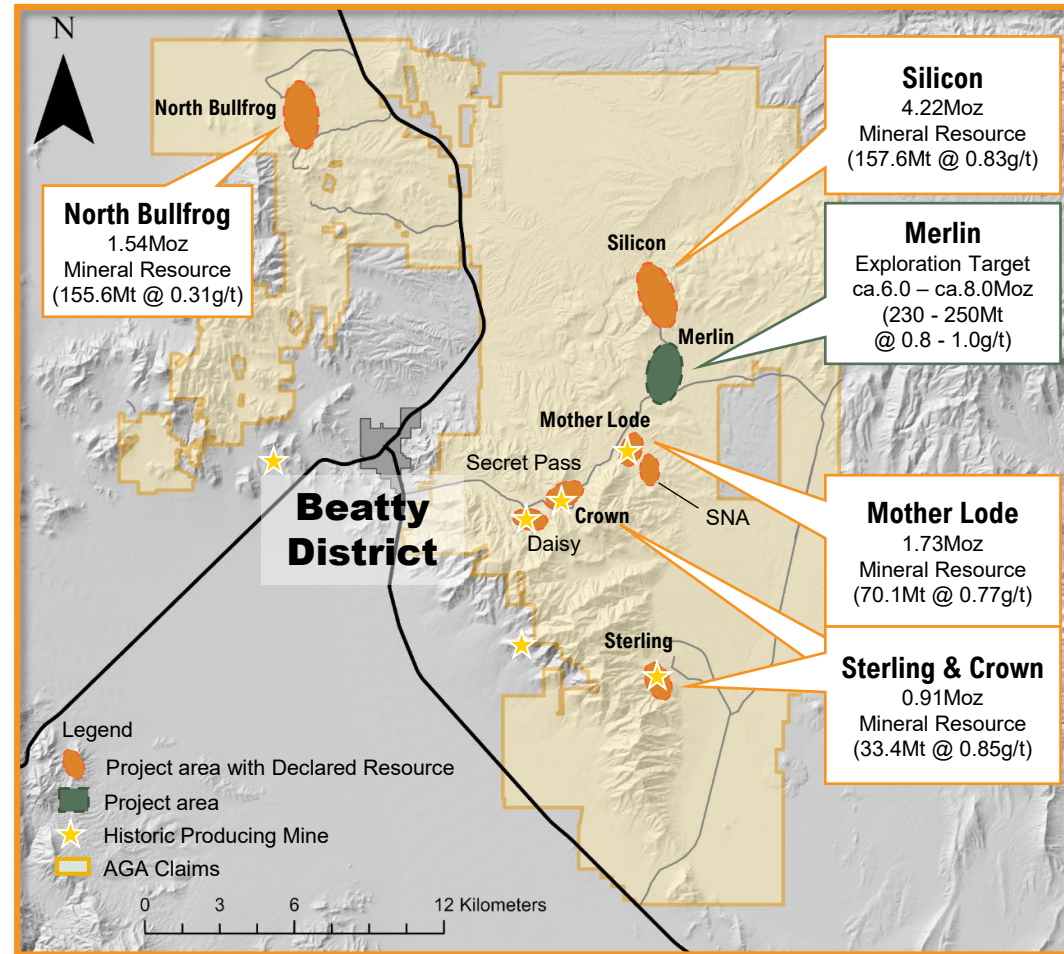 N
North Bullfrog
North Bullfrog
1.54Moz
Mineral Resource
(155.6Mt @ 0.31g/t)
Silicon
4.22Moz
Mineral Resource
(157.6Mt @ 0.83g/t)
Merlin
Exploration Target
ca.6.0 – ca.8.0Moz
(230 - 250Mt
@ 0.8 - 1.0g/t)
Silicon
Merlin
Mother Lode
Secret Pass
SNA
Crown
Daisy
Beatty
District
Mother Lode
1.73Moz
Mineral Resource
(70.1Mt @ 0.77g/t)
Sterling
Sterling & Crown
0.91Moz
Mineral Resource
(33.4Mt @ 0.85g/t)
Legend
Project area with Declared Resource
Project area
Historic Producing Mine
AGA Claims
0 3 6 12 Kilometers